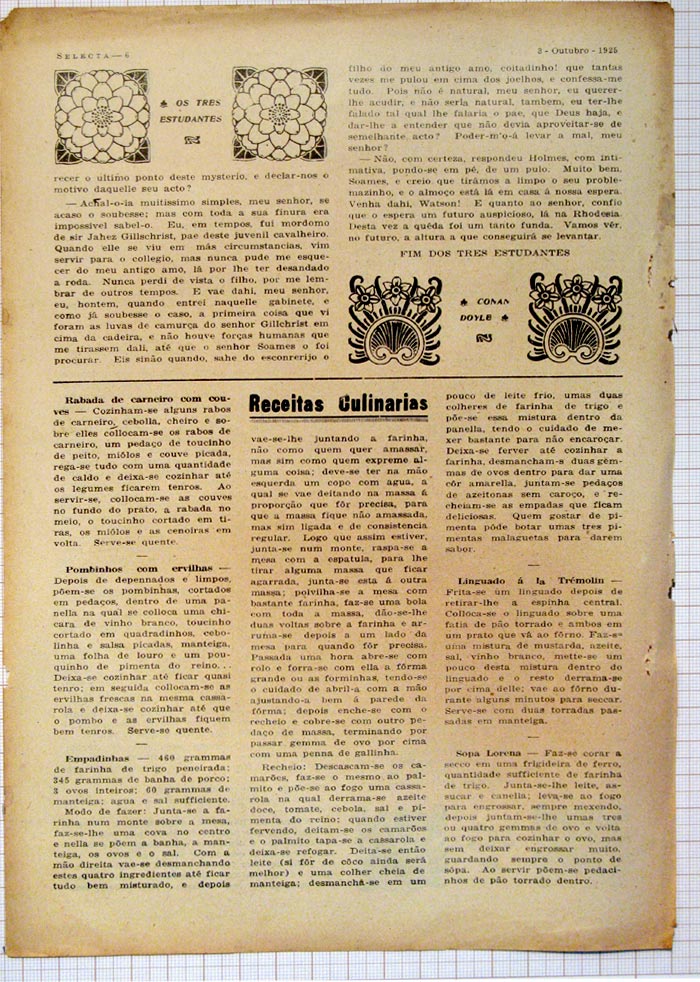 SELECTA — 6
3 - Outubro - 1925
♠ OS TRES
ESTUDANTES
recer o ultimo ponto deste mysterio, e declar-nos o
motivo daquelle seu acto?
— Achal-o-ia muitissimo simples, meu senhor, se
acaso o soubesse; mas com toda a sua finura era
impossivel sabel-o. Eu, em tempos, fui mordomo
de sir Jahez Gillschrist, pae deste juvenil cavalheiro.
Quando elle se viu em más circumstancias, vim
servir para o collegio, mas nunca pude me esque-
cer do meu antigo amo, lá por lhe ter desandado
a roda. Nunca perdi de vista o filho, por me lem-
brar de outros tempos. E vae dahi, meu senhor,
eu, hontem, quando entrei naquelle gabinete, e
como já soubesse o caso, a primeira coisa que vi
foram as luvas de camurça do senhor Gillchrist em
cima da cadeira, e não houve forças humanas que
me tirassem dali, até que o senhor Soames o foi
procurar. Eis sinão quando, sahe do esconrerijo o
filho do meu antigo amo, coitadinho! que tantas
vezes me pulou em cima dos joelhos, e confessa-me
tudo. Pois não é natural, meu senhor, eu querer-
lhe acudir, e não seria natural, tambem, eu ter-lhe
falado tal qual lhe falaria o pae, que Deus haja, e
dar-lhe a entender que não devia aproveitar-se de
semelhante acto? Poder-m'o-á levar a mal, meu
senhor?
— Não, com certeza, respondeu Holmes, com inti-
mativa, pondo-se em pé, de um pulo. Muito bem,
Soames, e creio que tirámos a limpo o seu proble-
mazinho, e o almoço está lá em casa á nossa espera.
Venha dahi, Watson! E quanto ao senhor, confio
que o espera um futuro auspicioso, lá na Rhodesia.
Desta vez a quéda foi um tanto funda. Vamos vêr,
no futuro, a altura a que conseguirá se levantar.
FIM DOS TRES ESTUDANTES
♠ CONAN
DOYLE ♠
Rabada de carneiro com cou-
ves — Cozinham-se alguns rabos
de carneiro, cebolla, cheiro e so-
bre elles collocam-se os rabos de
carneiro, um pedaço de toucinho
de peito, miólos e couve picada,
rega-se tudo com uma quantidade
de caldo e deixa-se cozinhar até
os legumes ficarem tenros. Ao
servir-se, collocam-se as couves
no fundo do prato, a rabada no
meio, o toucinho cortado em ti-
ras, os miólos e as cenoiras em
volta. Serve-se quente.
—
Pombinhos com ervilhas —
Depois de depennados e limpos,
põem-se os pombinhas, cortados
em pedaços, dentro de uma pa-
nella na qual se colloca uma chi-
cara de vinho branco, toucinho
cortado em quadradinhos, cebo-
linha e salsa picadas, manteiga,
uma folha de louro e um pou-
quinho de pimenta do reino...
Deixa-se cozinhar até ficar quasi
tenro; em seguida collocam-se as
ervilhas frescas na mesma cassa-
rola e deixa-se cozinhar até que
o pombo e as ervilhas fiquem
bem tenros. Serve-se quente.
—
Empadinhas — 460 grammas
de farinha de trigo peneirada;
345 grammas de banha de porco;
3 ovos inteiros; 60 grammas de
manteiga; agua e sal sufficiente.
Modo de fazer: Junta-se a fa-
rinha num monte sobre a mesa,
faz-se-lhe uma cova no centro
e nella se põem a banha, a man-
teiga, os ovos e o sal. Com a
mão direita vae-se desmanchando
estes quatro ingredientes até ficar
tudo bem misturado, e depois
Receitas Culinarias
vae-se-lhe juntando a farinha,
não como quem quer amassar,
mas sim como quem expreme al-
guma coisa; deve-se ter na mão
esquerda um copo com agua, a
qual se vae deitando na massa á
proporção que fôr precisa, para
que a massa fique não amassada,
mas sim ligada e de consistencia
regular. Logo que assim estiver,
junta-se num monte, raspa-se a
mesa com a espatula, para lhe
tirar alguma massa que ficar
agarrada, junta-se esta á outra
massa; polvilha-se a mesa com
bastante farinha, faz-se uma bola
com toda a massa, dão-se-lhe
duas voltas sobre a farinha e ar-
ruma-se depois a um lado da
mesa para quando fôr precisa.
Passada uma hora abre-se com
rolo e forra-se com ella a fôrma
grande ou as forminhas, tendo-se
o cuidado de abril-a com a mão
ajustando-a bem á parede da
fôrma; depois enche-se com o
recheio e cobre-se com outro pe-
daço de massa, terminando por
passar gemma de ovo por cima
com uma penna de gallinha.
Recheio: Descascam-se os ca-
marões, faz-se o mesmo ao pal-
mito e põe-se ao fogo uma cassa-
rola na qual derrama-se azeite
doce, tomate, cebola, sal e pi-
menta do reino; quando estiver
fervendo, deitam-se os camarões
e o palmito tapa-se a cassarola e
deixa-se refogar. Deita-se então
leite (si fôr de côco ainda será
melhor) e uma colher cheia de
manteiga; desmanchá-se em um
pouco de leite frio, umas duas
colheres de farinha de trigo e
põe-se essa mistura dentro da
panella, tendo o cuidado de me-
xer bastante para não encaroçar.
Deixa-se ferver até cozinhar a
farinha, desmancham-s duas gêm-
mas de ovos dentro para dar uma
côr amarella, juntam-se pedaços
de azeitonas sem caroço, e re-
cheiam-se as empadas que ficam
deliciosas. Quem gostar de pi-
menta póde botar umas tres pi-
mentas malaguetas para darem
sabor.
—
Linguado á la Trémolin —
Frita-se um linguado depois de
retirar-lhe a espinha central.
Collóca-se o linguado sobre uma
fatia de pão torrado e ambos em
um prato que vá ao fôrno. Faz-se
uma mistura de mustarda, azeite,
sal, vinho branco, mette-se um
pouco desta mistura dentro do
linguado e o resto derrama-se
por cima delle; vae ao fôrno du-
rante alguns minutos para seccar.
Serve-se com duas torradas pas-
sadas em manteiga.
—
Sopa Lorena — Faz-se corar a
secco em uma frigideira de ferro,
quantidade sufficiente de farinha
de trigo. Junta-se-lhe leite, as-
sucar e canella; leva-se ao fogo
para engrossar, sempre mexendo,
depois juntam-se-lhe umas tres
ou quatro gemmas de ovo e volta
ao fogo para cozinhar o ovo, mas
sem deixar engrossar muito,
guardando sempre o ponto de
sôpa. Ao servir põem-se pedaci-
nhos de pão torrado dentro.